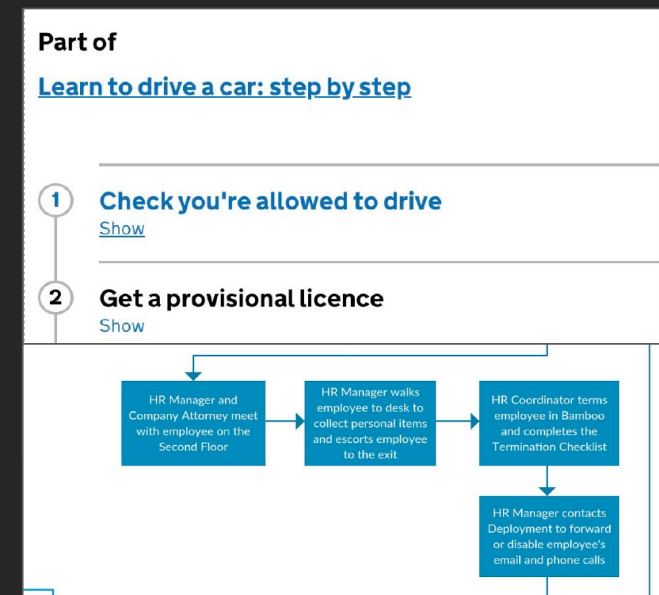 Part of
Learn to drive a car: step by step
1
Check you're allowed to drive
Show
2
Get a provisional licence
Show
HR Manager and
Company Attorney meet
with employee on the
Second Floor
HR Manager walks
employee to desk to
collect personal items
and escorts employee
to the exit
HR Coordinator terms
employee in Bamboo
and completes the
Termination Checklist
HR Manager contacts
Deployment to forward
or disable employee's
email and phone calls